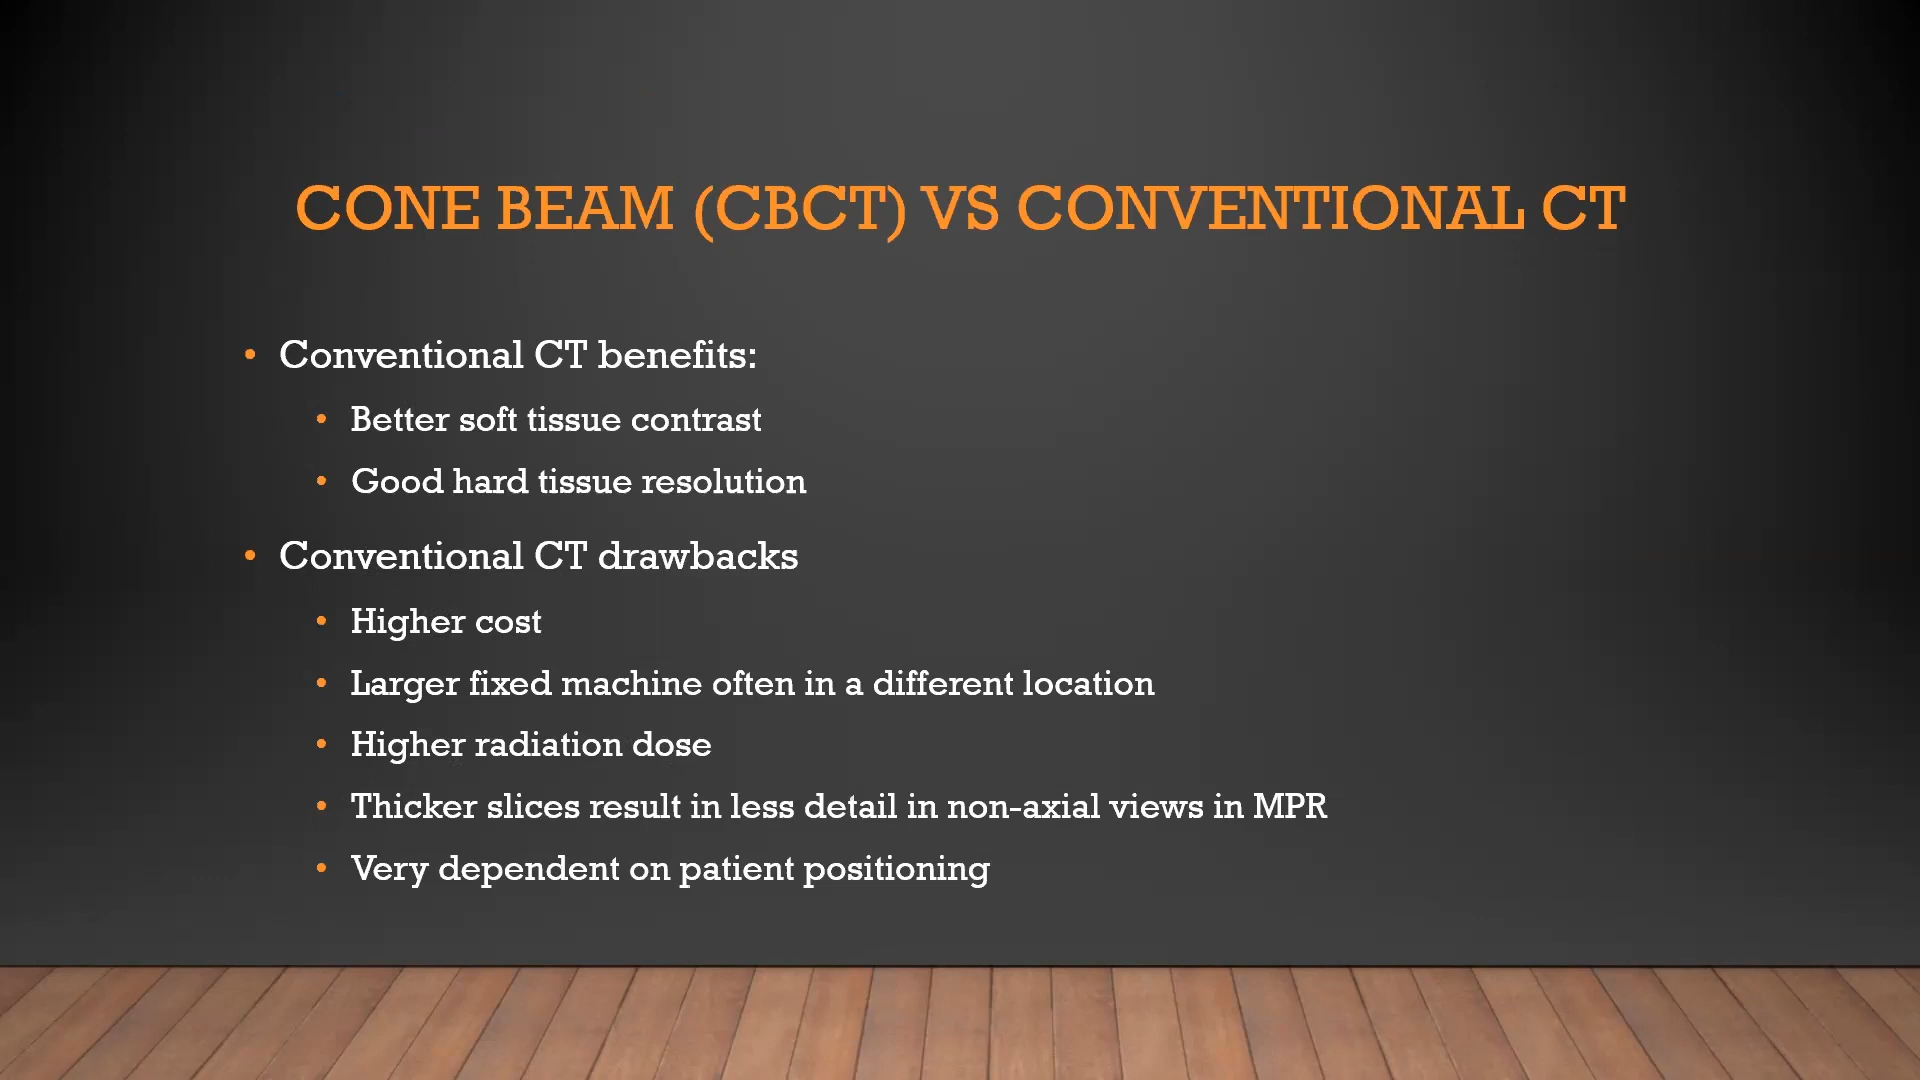 CONE BEAM (CBCT) VS CONVENTIONAL CT
• Conventional CT benefits:
• Better soft tissue contrast
• Good hard tissue resolution
• Conventional CT drawbacks
• Higher cost
• Larger fixed machine often in a different location
• Higher radiation dose
• Thicker slices result in less detail in non-axial views in MPR
• Very dependent on patient positioning